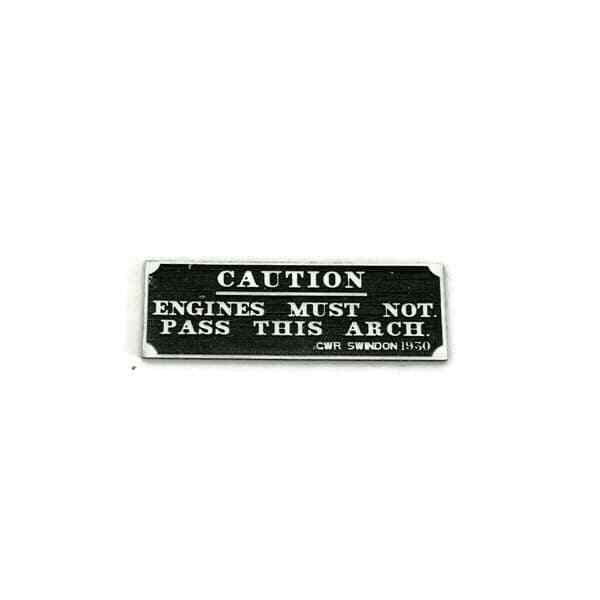 CAUTION
ENGINES MUST NOT.
PASS THIS ARCH.
GWR SWINDON 1930